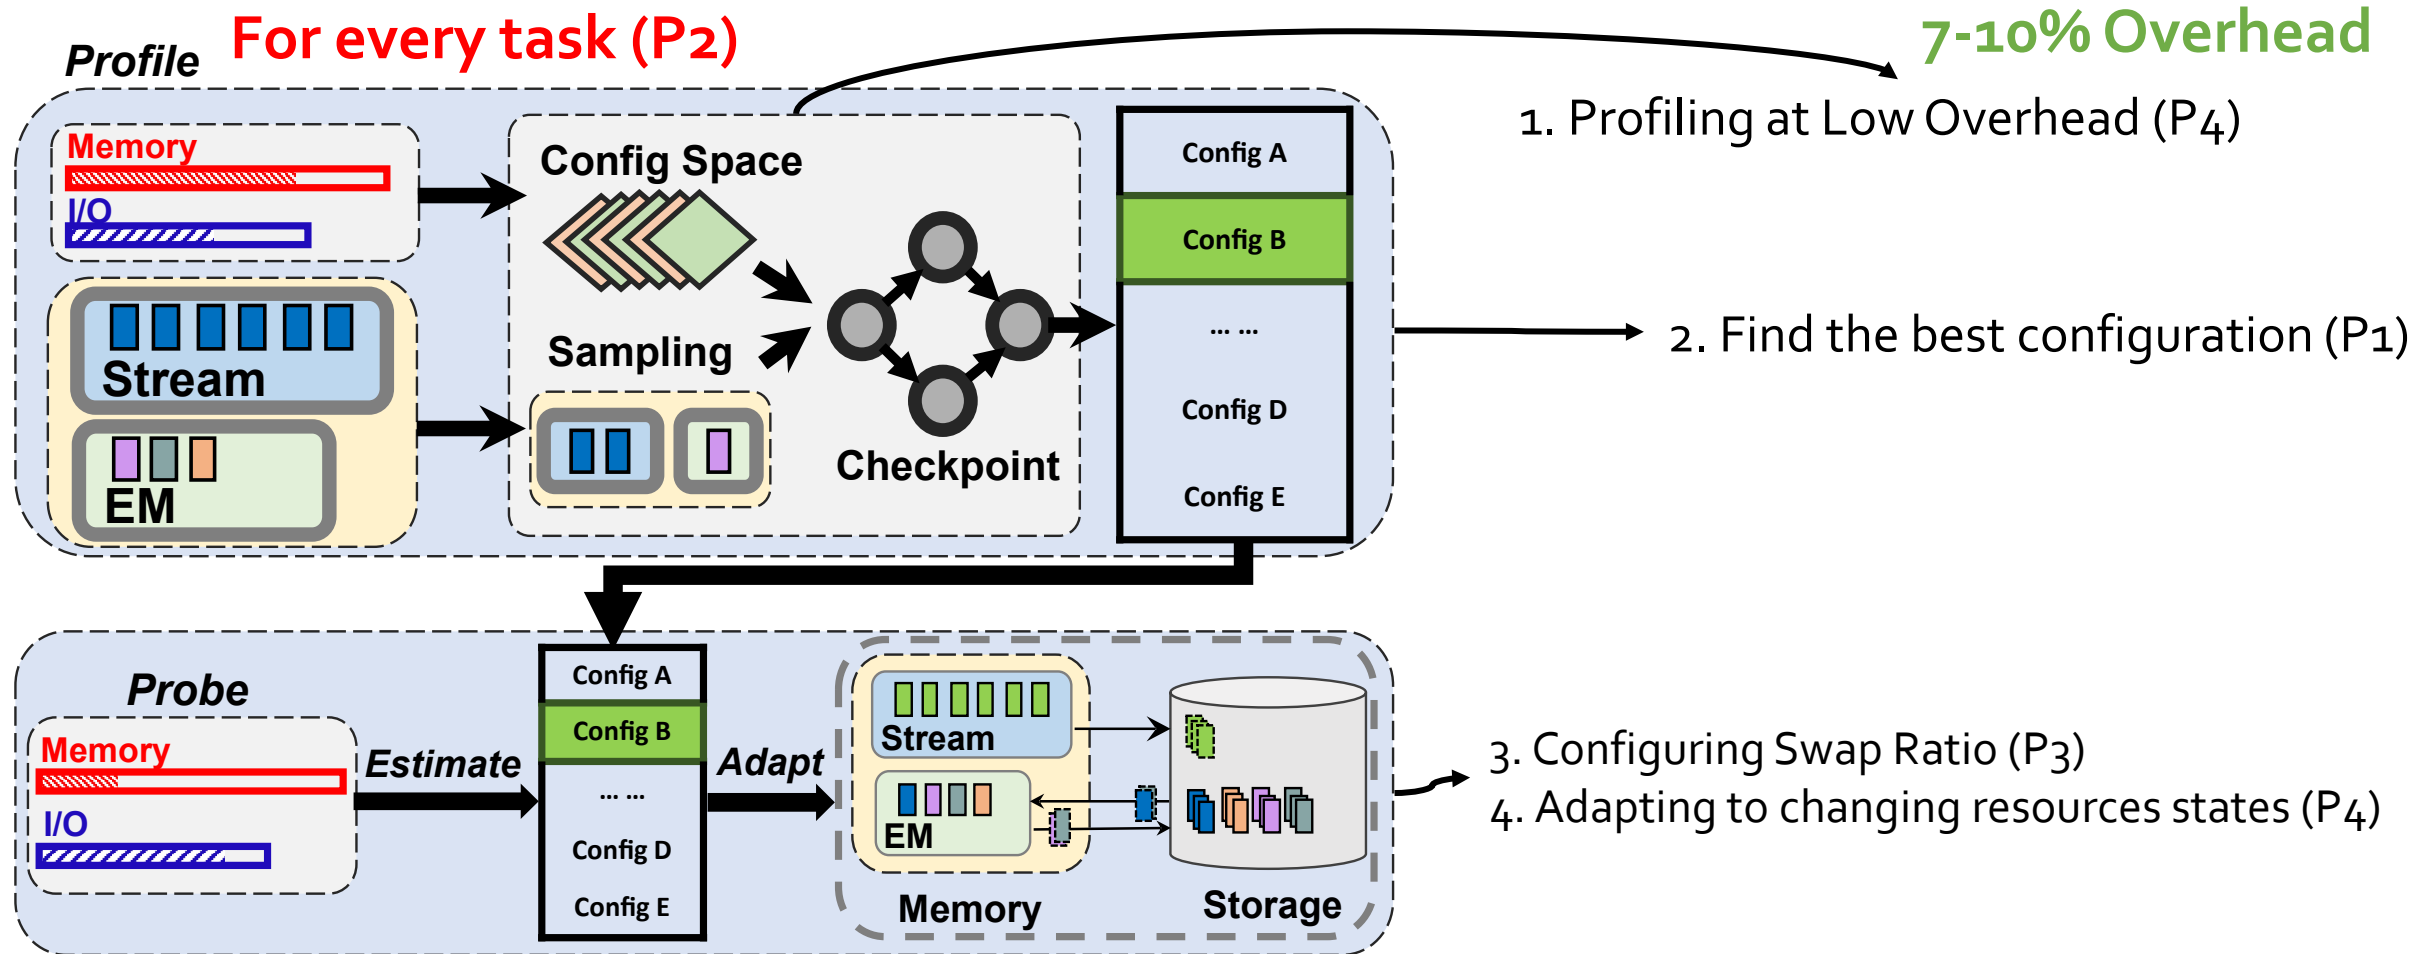 For every task (P2)
7-10% Overhead
Profile
1. Profiling at Low Overhead (P4)
Memory
I/O
Config Space
Stream
EM
Sampling
Checkpoint
Config A
Config B
... ...
Config D
Config E
2. Find the best configuration (P1)
Probe
Memory
I/O
Estimate
Config A
Config B
... ...
Config D
Config E
Adapt
Stream
EM
Memory
Storage
3. Configuring Swap Ratio (P3)
4. Adapting to changing resources states (P4)